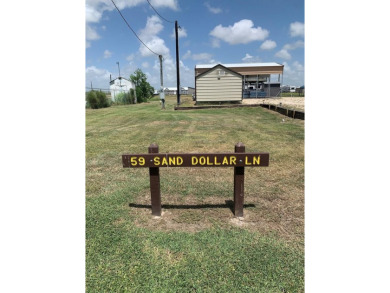 59 · SAND DOLLAR · LN